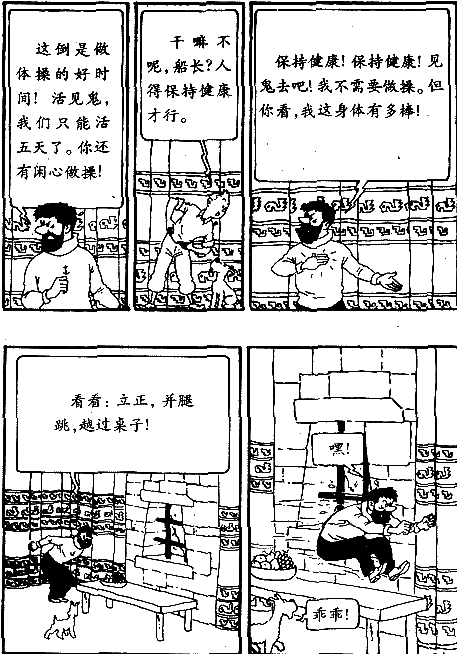 这倒是做
体操的好时
间！活见鬼，
我们只能活
五天了。你还
有闲心做操！
干嘛不
呢，船长？人
得保持健康
才行。
保持健康！保持健康！见
鬼去吧！我不需要做操。但
你看，我这身体有多棒！
看看：立正，并腿
跳，越过桌子！
嘿！
乖乖！